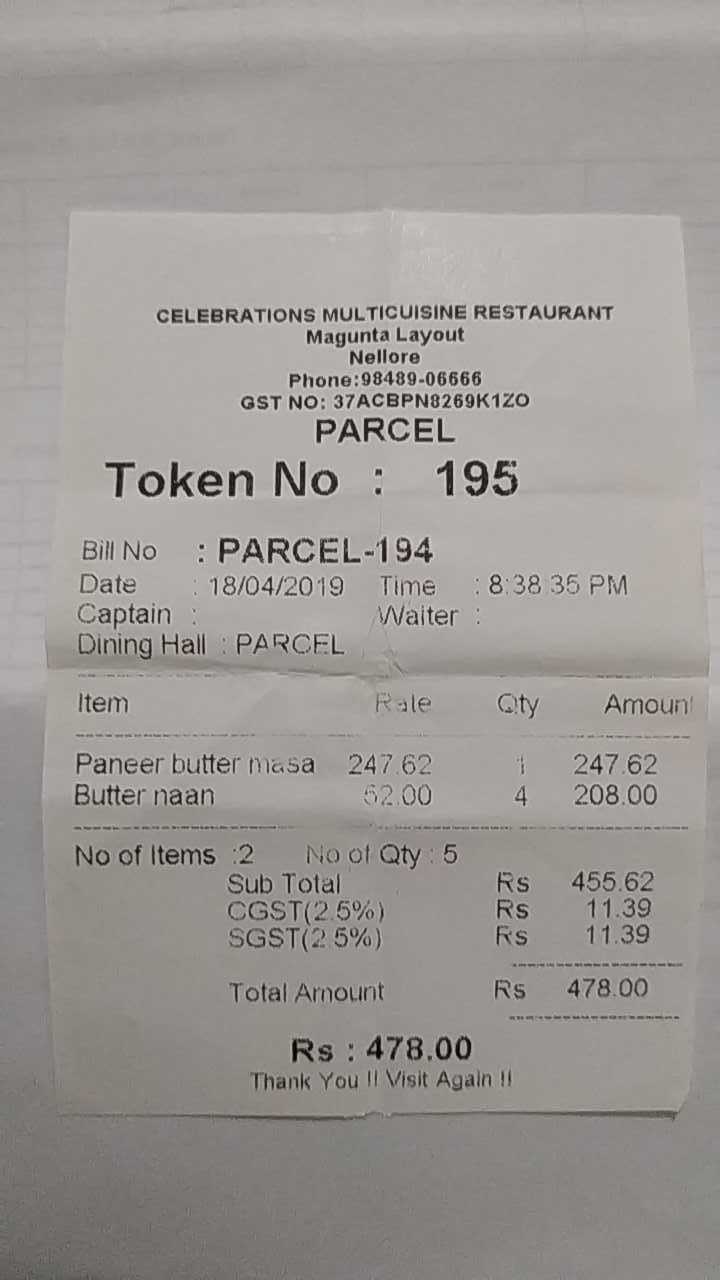 CELEBRATIONS MULTICUISINE RESTAURANT
Magunta Layout
Nellore
Phone:98489-06666
GST NO: 37ACBPN8269K1ZO
PARCEL
Token No : 195
Bill No : PARCEL-194
Date : 18/04/2019 Time : 8:38:35 PM
Captain : Waiter :
Dining Hall : PARCEL
Item Rate Qty Amount
Paneer butter masa 247.62 1 247.62
Butter naan 52.00 4 208.00
No of Items :2 No of Qty : 5
Sub Total Rs 455.62
CGST(2.5%) Rs 11.39
SGST(2.5%) Rs 11.39
Total Amount Rs 478.00
Rs : 478.00
Thank You !! Visit Again !!